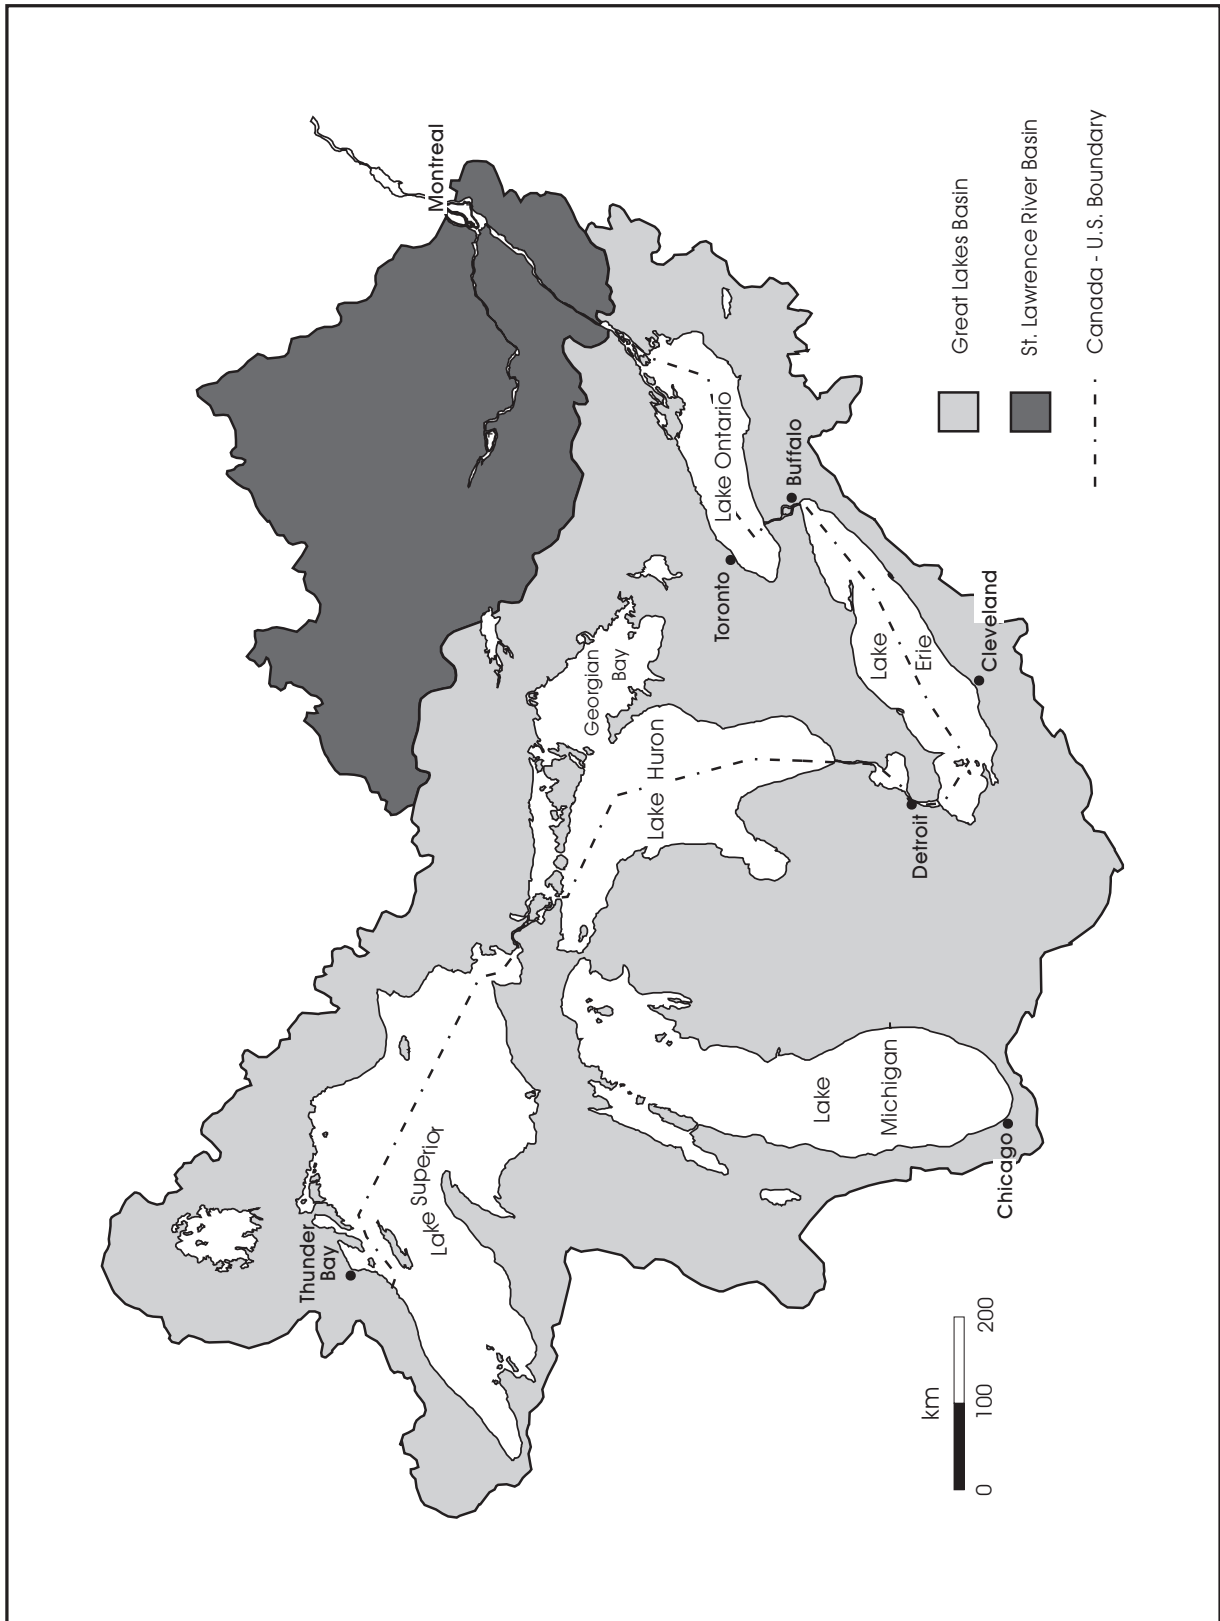 Montreal
Thunder
Bay
Lake Superior
Georgian
Bay
Lake Huron
Toronto
Lake Ontario
Buffalo
Lake
Erie
Lake
Michigan
Detroit
Cleveland
Chicago
km
0 100 200
Great Lakes Basin
St. Lawrence River Basin
Canada - U.S. Boundary